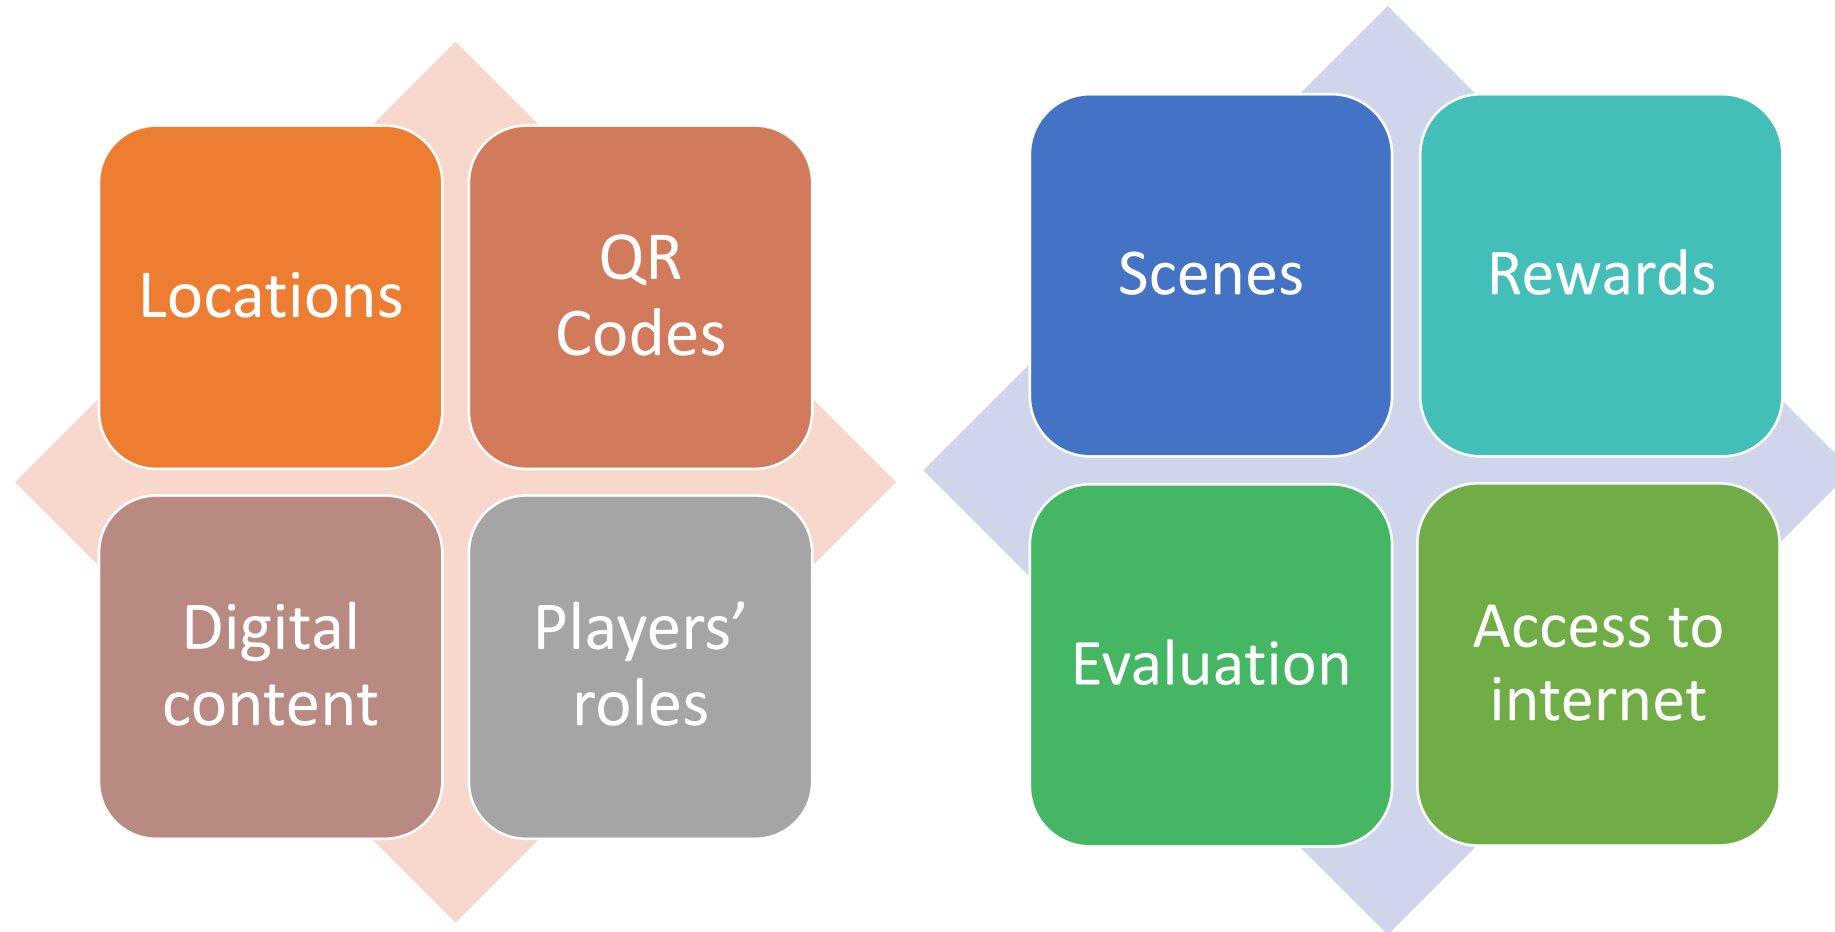 Locations
QR
Codes
Digital
content
Players’
roles
Scenes
Rewards
Evaluation
Access to
internet